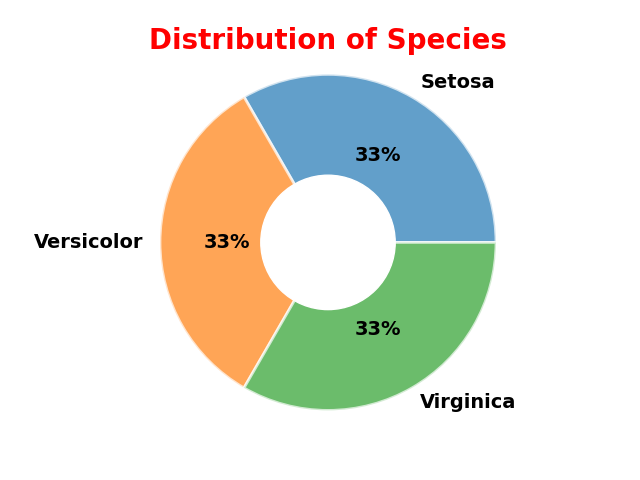 Distribution of Species
Setosa
33%
Versicolor
33%
33%
Virginica